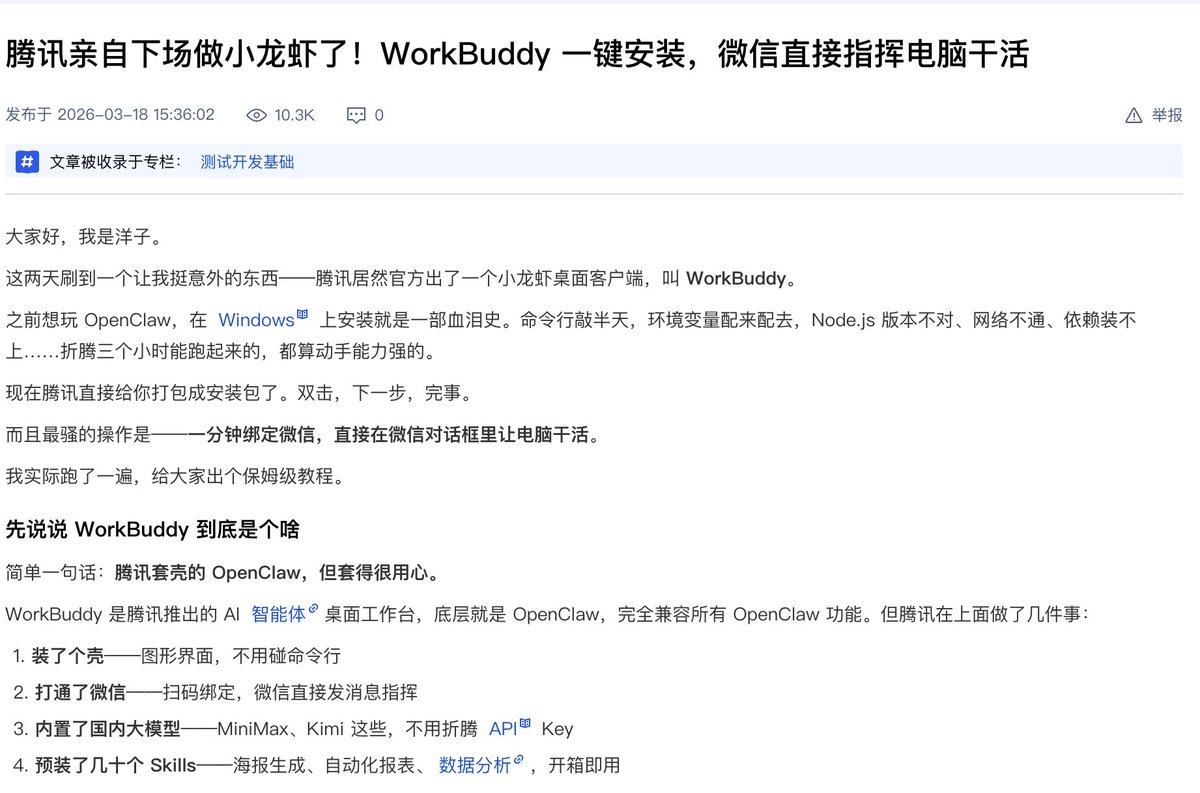 腾讯亲自下场做小龙虾了！WorkBuddy 一键安装，微信直接指挥电脑干活
发布于 2026-03-18 15:36:02 10.3K 0 举报
# 文章被收录于专栏： 测试开发基础
大家好，我是洋子。
这两天刷到一个让我挺意外的东西——腾讯居然官方出了一个小龙虾桌面客户端，叫 WorkBuddy。
之前想玩 OpenClaw，在 Windows 上安装就是一部血泪史。命令行敲半天，环境变量配来配去，Node.js 版本不对、网络不通、依赖装不
上……折腾三个小时能跑起来的，都算动手能力强的。
现在腾讯直接给你打包成安装包了。双击，下一步，完事。
而且最骚的操作是——一分钟绑定微信，直接在微信对话框里让电脑干活。
我实际跑了一遍，给大家出个保姆级教程。
先说说 WorkBuddy 到底是个啥
简单一句话：腾讯套壳的 OpenClaw，但套得很用心。
WorkBuddy 是腾讯推出的 AI 智能体 桌面工作台，底层就是 OpenClaw，完全兼容所有 OpenClaw 功能。但腾讯在上面做了几件事：
1. 装了个壳——图形界面，不用碰命令行
2. 打通了微信——扫码绑定，微信直接发消息指挥
3. 内置了国内大模型——MiniMax、Kimi 这些，不用折腾 API Key
4. 预装了几十个 Skills——海报生成、自动化报表、 数据分析 ，开箱即用